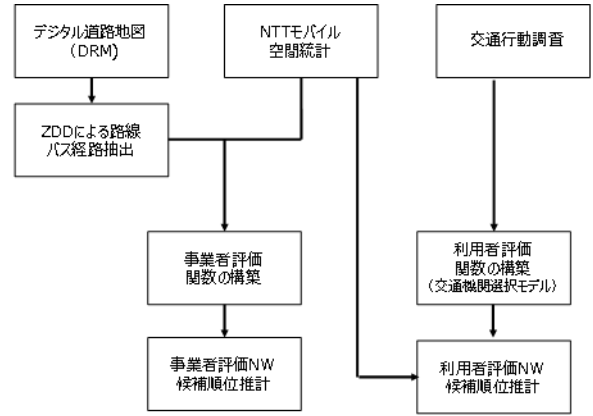 デジタル道路地図
(DRM)
NTTモバイル
空間統計
交通行動調査
ZDDによる路線
バス経路抽出
事業者評価
関数の構築
利用者評価
関数の構築
(交通機関選択モデル)
事業者評価NW
候補順位推計
利用者評価NW
候補順位推計